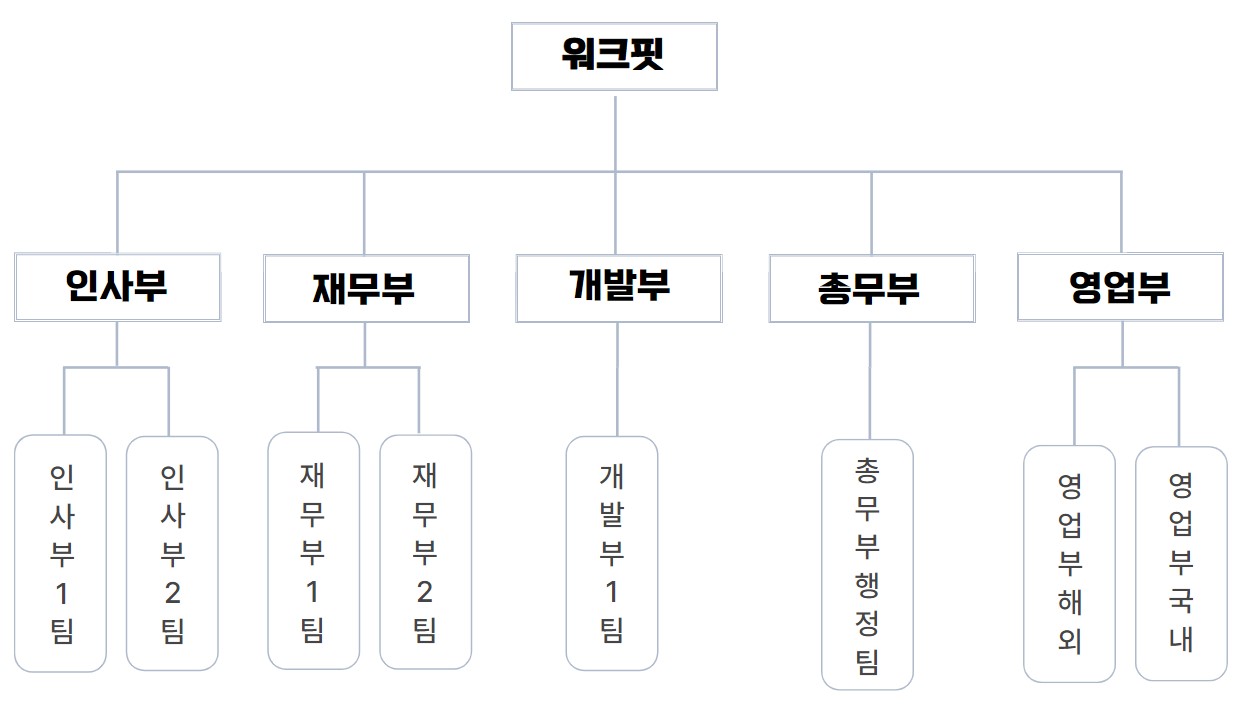 워크핏
인사부
재무부
개발부
총무부
영업부
인사부1팀
인사부2팀
재무부1팀
재무부2팀
개발부1팀
총무부행정팀
영업부해외
영업부국내